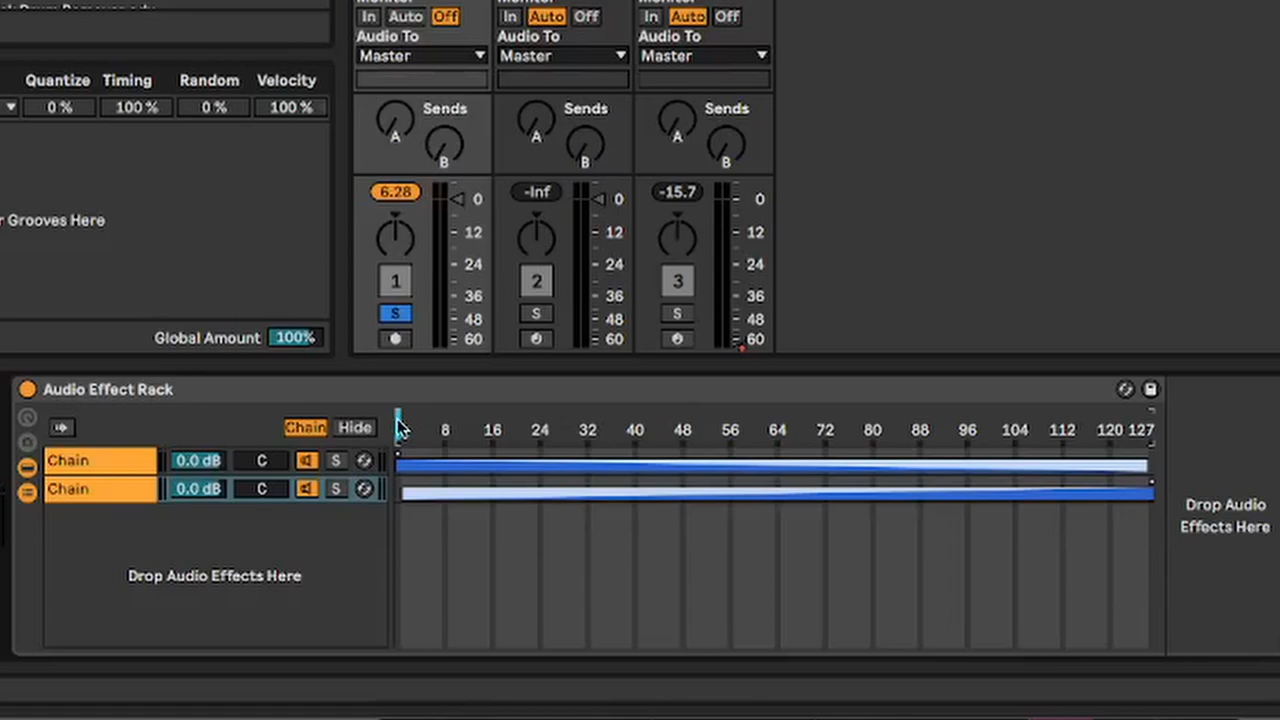 In Auto Off In Auto Off In Auto Off
Audio To Audio To Audio To
Master Master Master
Quantize Timing Random Velocity
0 % 100 % 0 % 100 %
Sends Sends Sends
A A A
B B B
6.28 -Inf -15.7
0 0 0
r Grooves Here
12 12 12
24 24 24
1 2 3
36 36 36
S S S
48 48 48
Global Amount 100%
60 60 60
Audio Effect Rack
Chain Hide
8 16 24 32 40 48 56 64 72 80 88 96 104 112 120 127
Chain 0.0 dB C S
Chain 0.0 dB C S
Drop Audio
Effects Here
Drop Audio Effects Here